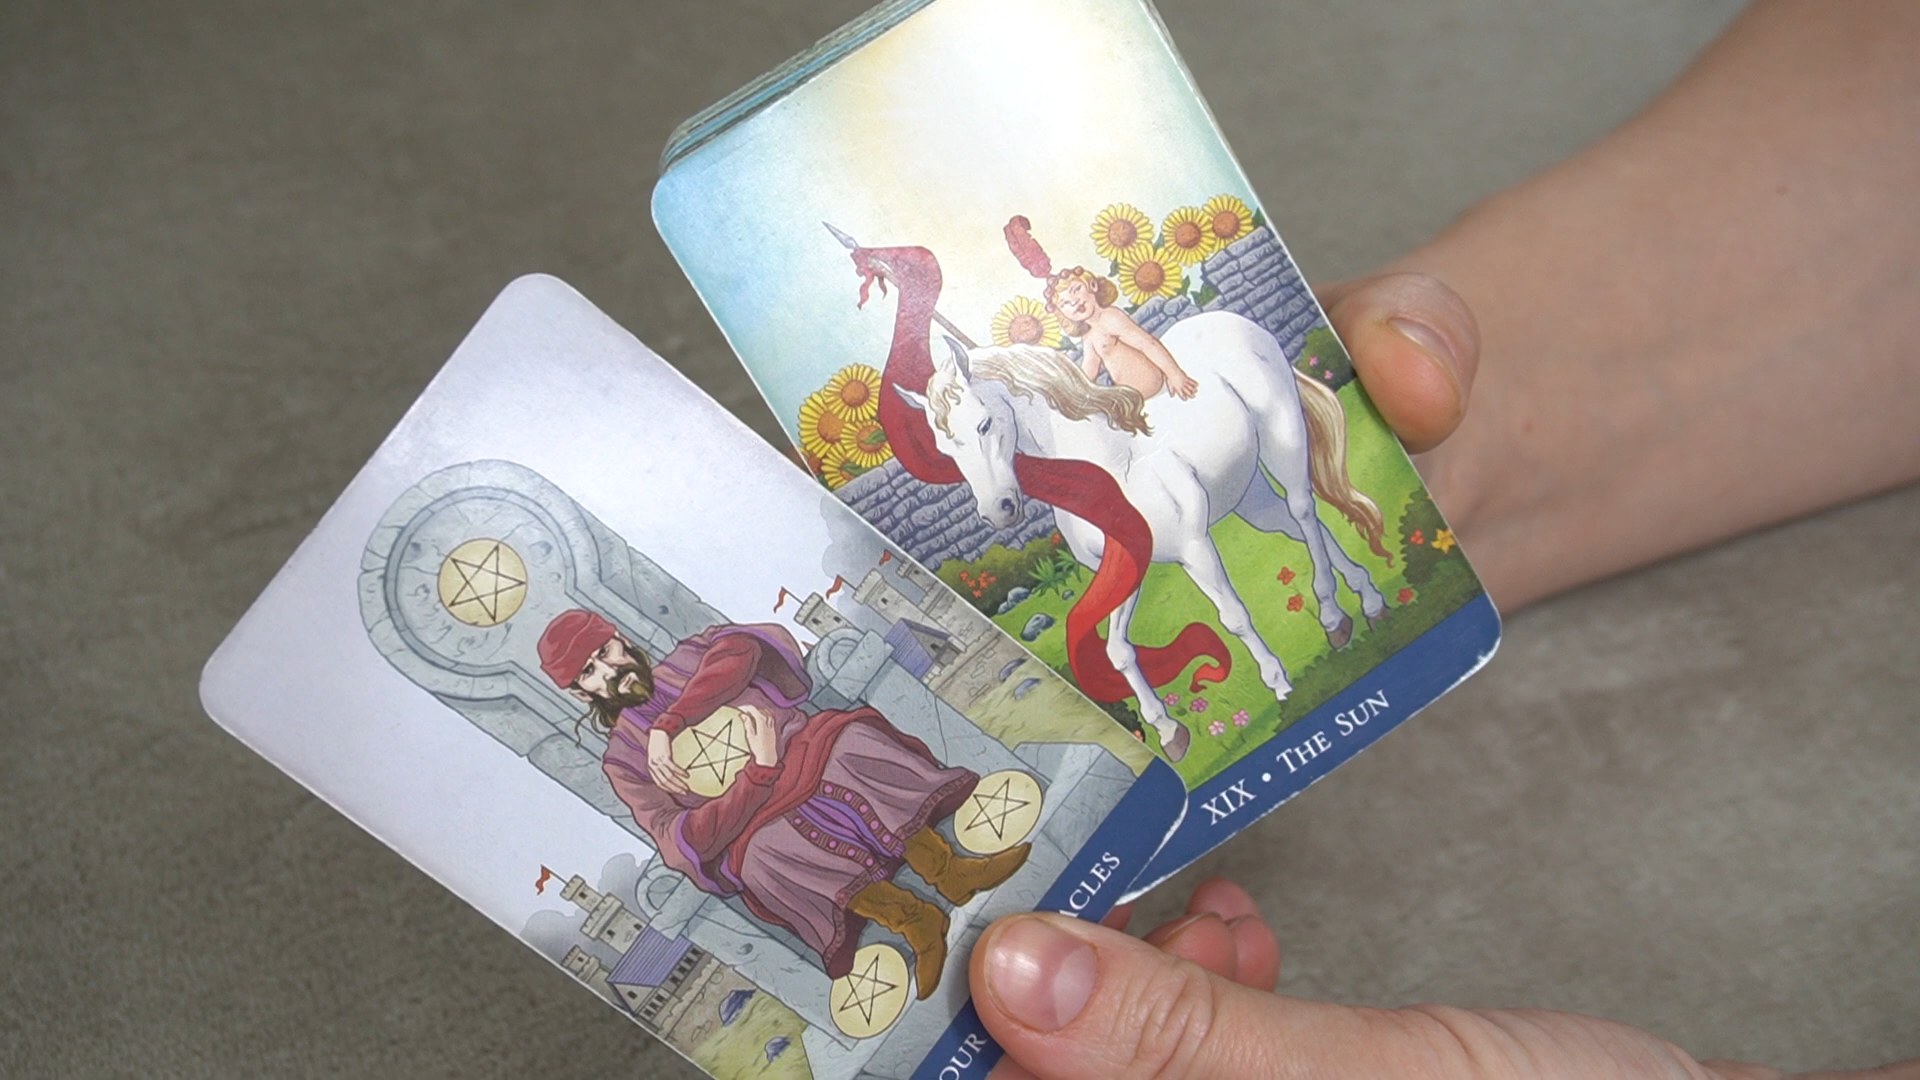 XIX • THE SUN
OUR ACLES